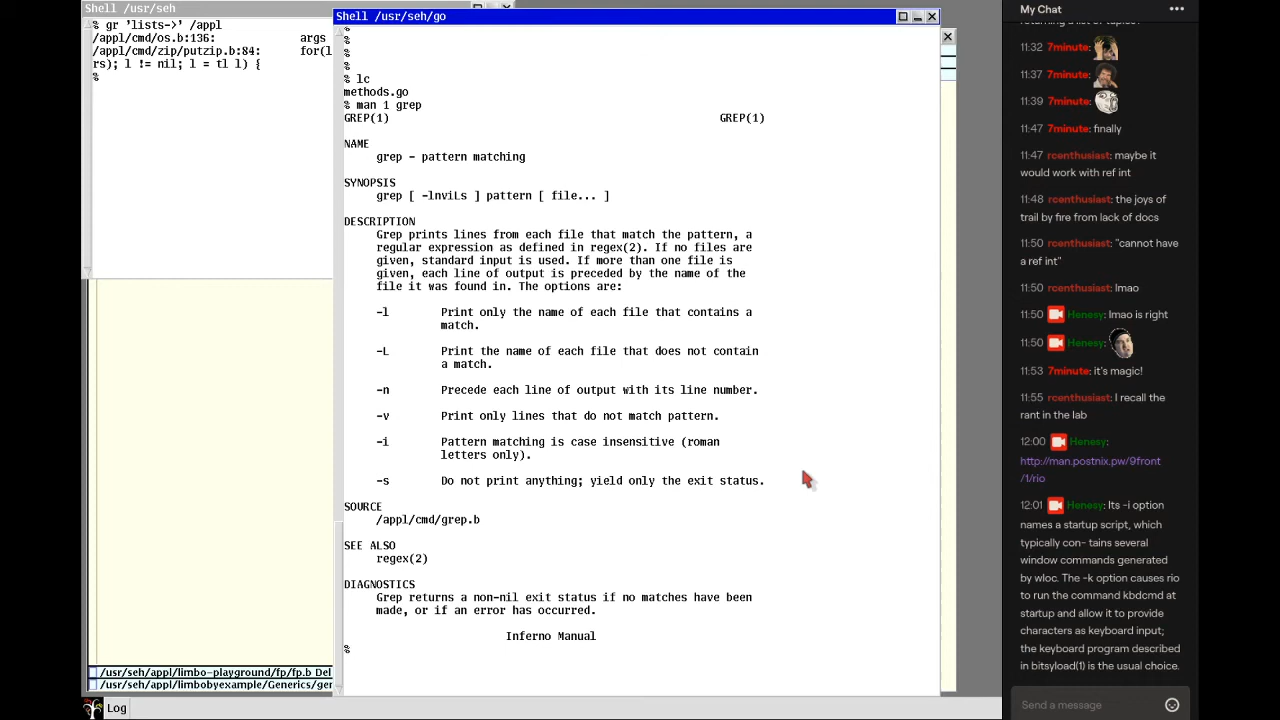 Shell /usr/seh
% gr 'lists->' /appl
/appl/cmd/os.b:136: args
/appl/cmd/zip/putzip.b:84: for(l
rs); l != nil; l = tl l) {
%
/usr/seh/appl/limbo-playground/fp/fp.b Del
/usr/seh/appl/limbobyexample/Generics/ger
Log
Shell /usr/seh/go
%
%
%
%
% lc
methods.go
% man 1 grep
GREP(1) GREP(1)
NAME
grep - pattern matching
SYNOPSIS
grep [ -lnviLs ] pattern [ file... ]
DESCRIPTION
Grep prints lines from each file that match the pattern, a
regular expression as defined in regex(2). If no files are
given, standard input is used. If more than one file is
given, each line of output is preceded by the name of the
file it was found in. The options are:
-l Print only the name of each file that contains a
match.
-L Print the name of each file that does not contain
a match.
-n Precede each line of output with its line number.
-v Print only lines that do not match pattern.
-i Pattern matching is case insensitive (roman
letters only).
-s Do not print anything; yield only the exit status.
SOURCE
/appl/cmd/grep.b
SEE ALSO
regex(2)
DIAGNOSTICS
Grep returns a non-nil exit status if no matches have been
made, or if an error has occurred.
Inferno Manual
%
My Chat
returning a list of tuples?
11:32 7minute:
11:37 7minute:
11:39 7minute:
11:47 7minute: finally
11:47 rcenthusiast: maybe it
would work with ref int
11:48 rcenthusiast: the joys of
trail by fire from lack of docs
11:50 rcenthusiast: "cannot have
a ref int"
11:50 rcenthusiast: lmao
11:50 Henesy: lmao is right
11:50 Henesy:
11:53 7minute: it's magic!
11:55 rcenthusiast: I recall the
rant in the lab
12:00 Henesy:
http://man.postnix.pw/9front
/1/rio
12:01 Henesy: Its -i option
names a startup script, which
typically con- tains several
window commands generated
by wloc. The -k option causes rio
to run the command kbdcmd at
startup and allow it to provide
characters as keyboard input;
the keyboard program described
in bitsyload(1) is the usual choice.
Send a message